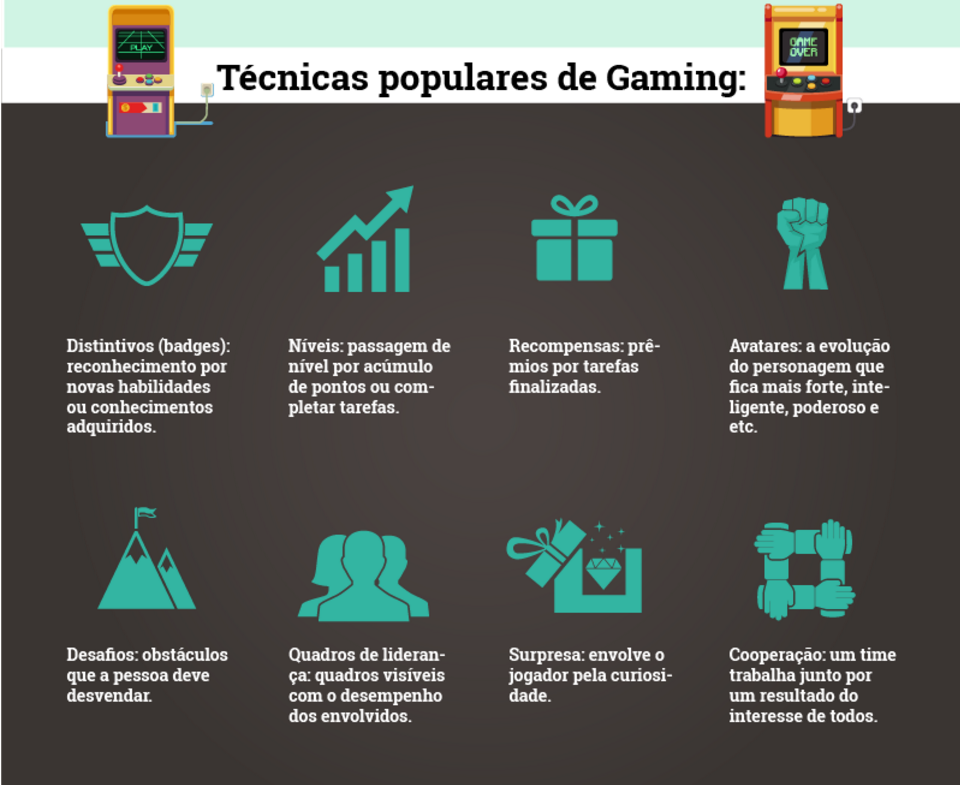 PLAY
GAME
OVER
Técnicas populares de Gaming:
Distintivos (badges):
reconhecimento por
novas habilidades
ou conhecimentos
adquiridos.
Níveis: passagem de
nível por acúmulo
de pontos ou com-
pletar tarefas.
Recompensas: prê-
mios por tarefas
finalizadas.
Avatares: a evolução
do personagem que
fica mais forte, inte-
ligente, poderoso e
etc.
Desafios: obstáculos
que a pessoa deve
desvendar.
Quadros de lideran-
ça: quadros visíveis
com o desempenho
dos envolvidos.
Surpresa: envolve o
jogador pela curiosi-
dade.
Cooperação: um time
trabalha junto por
um resultado do
interesse de todos.